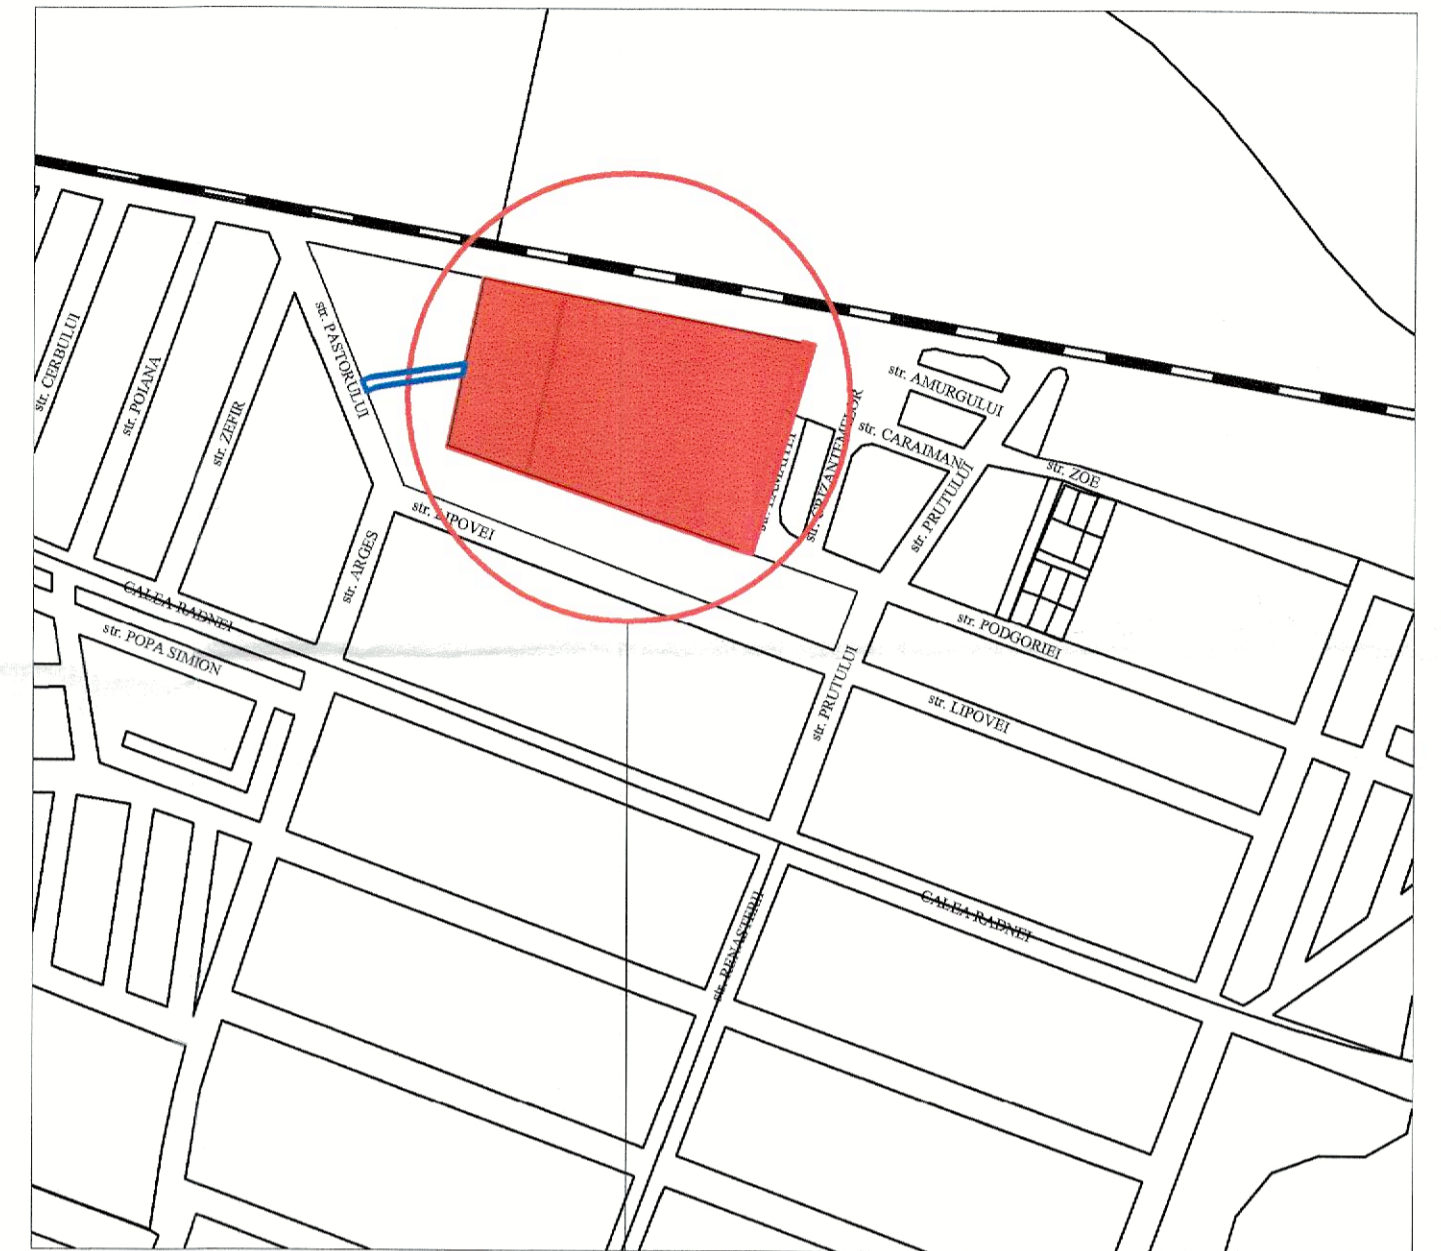 str. CERBULUI
str. POIANA
str. ZEFIR
str. PASTORULUI
str. AMURGULUI
str. CARAIMAN
str. ZOE
str. PRUTULUI
str. LIPOVEI
str. ARGES
CALEA RADNEI
str. POPA SIMION
str. PODGORIEI
str. PRUTULUI
str. LIPOVEI
CALEA RADNEI
str. RENASTERII